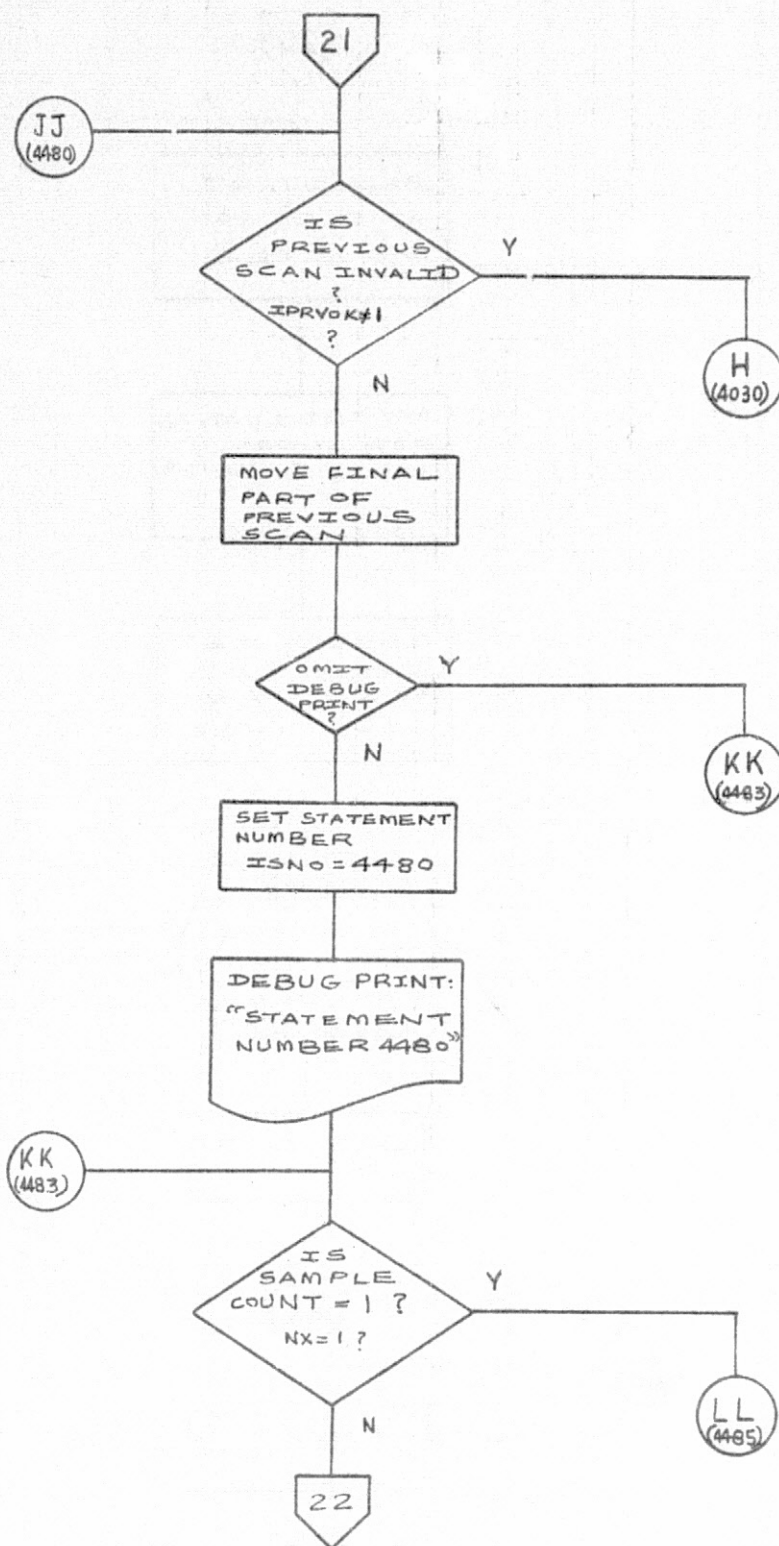 21
JJ
(4480)
IS
PREVIOUS
SCAN INVALID
?
IPRVOK≠1
?
Y
H
(4030)
N
MOVE FINAL
PART OF
PREVIOUS
SCAN
OMIT
DEBUG
PRINT
?
Y
KK
(4483)
N
SET STATEMENT
NUMBER
ISNO = 4480
DEBUG PRINT:
"STATEMENT
NUMBER 4480"
KK
(4483)
IS
SAMPLE
COUNT = 1 ?
NX = 1 ?
Y
LL
(4485)
N
22